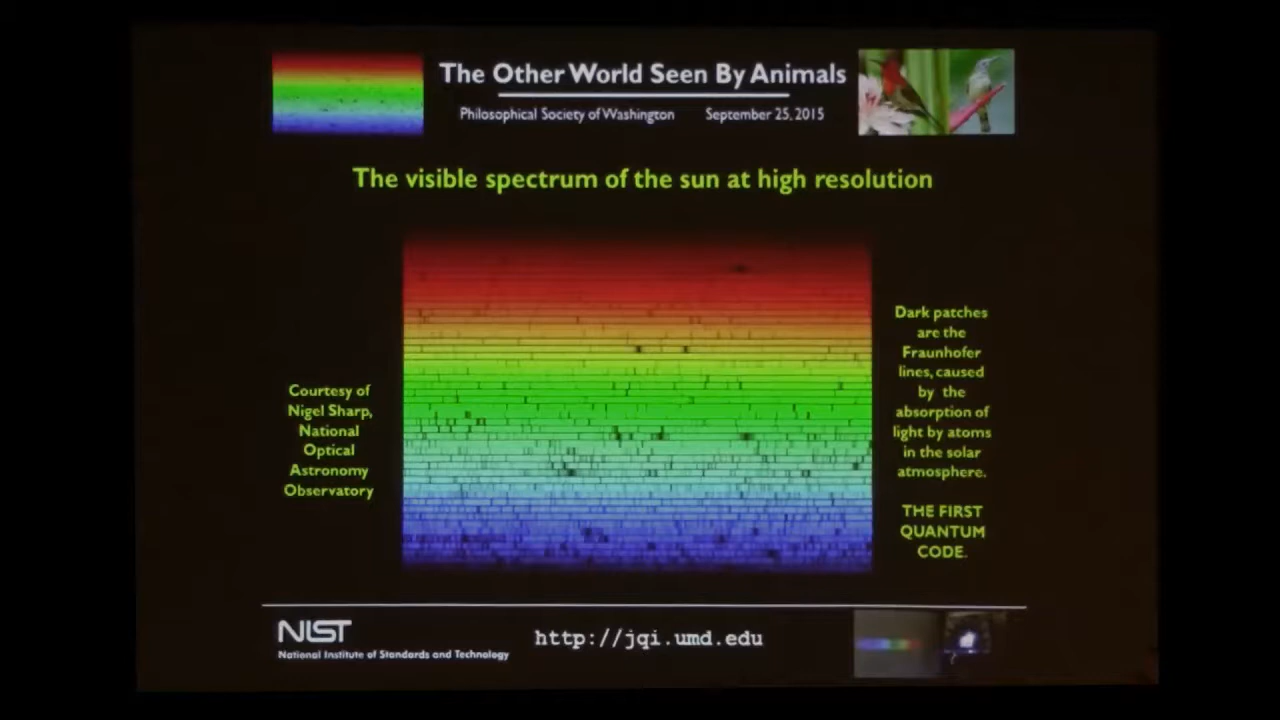 The Other World Seen By Animals
Philosophical Society of Washington September 25, 2015
The visible spectrum of the sun at high resolution
Courtesy of
Nigel Sharp,
National
Optical
Astronomy
Observatory
Dark patches
are the
Fraunhofer
lines, caused
by the
absorption of
light by atoms
in the solar
atmosphere.
THE FIRST
QUANTUM
CODE.
NIST
National Institute of Standards and Technology
http://jqi.umd.edu